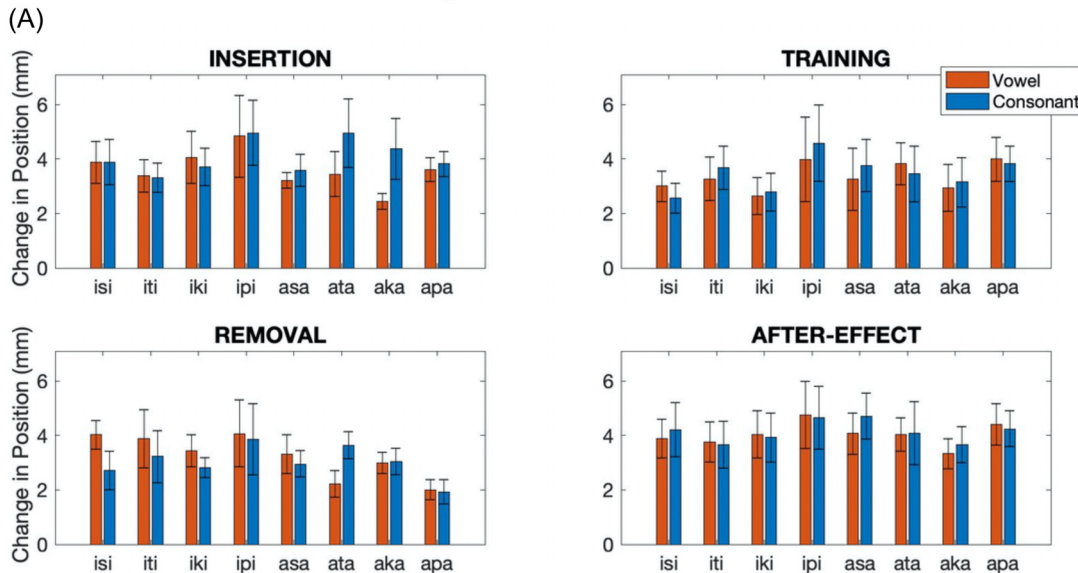 (A)
INSERTION
Change in Position (mm)
6
4
2
0
isi iti iki ipi asa ata aka apa
TRAINING
Vowel
Consonant
6
4
2
0
isi iti iki ipi asa ata aka apa
REMOVAL
Change in Position (mm)
6
4
2
0
isi iti iki ipi asa ata aka apa
AFTER-EFFECT
6
4
2
0
isi iti iki ipi asa ata aka apa